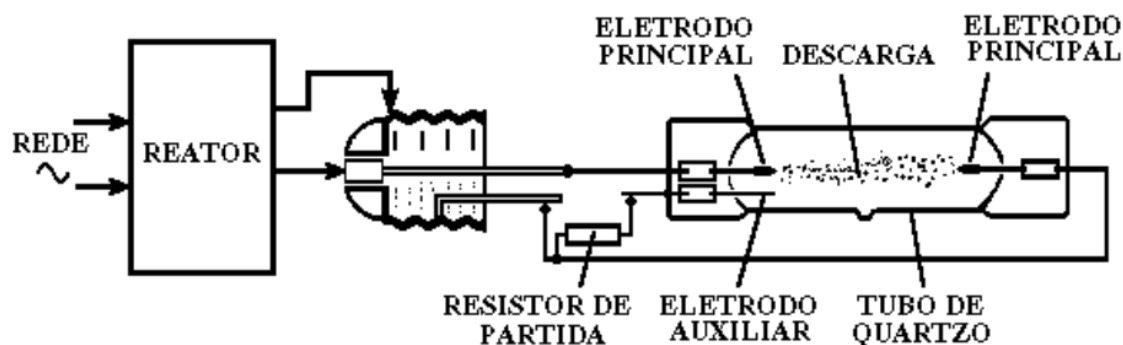 ELETRODO
PRINCIPAL
DESCARGA
ELETRODO
PRINCIPAL
REDE
REATOR
RESISTOR DE
PARTIDA
ELETRODO
AUXILIAR
TUBO DE
QUARTZO